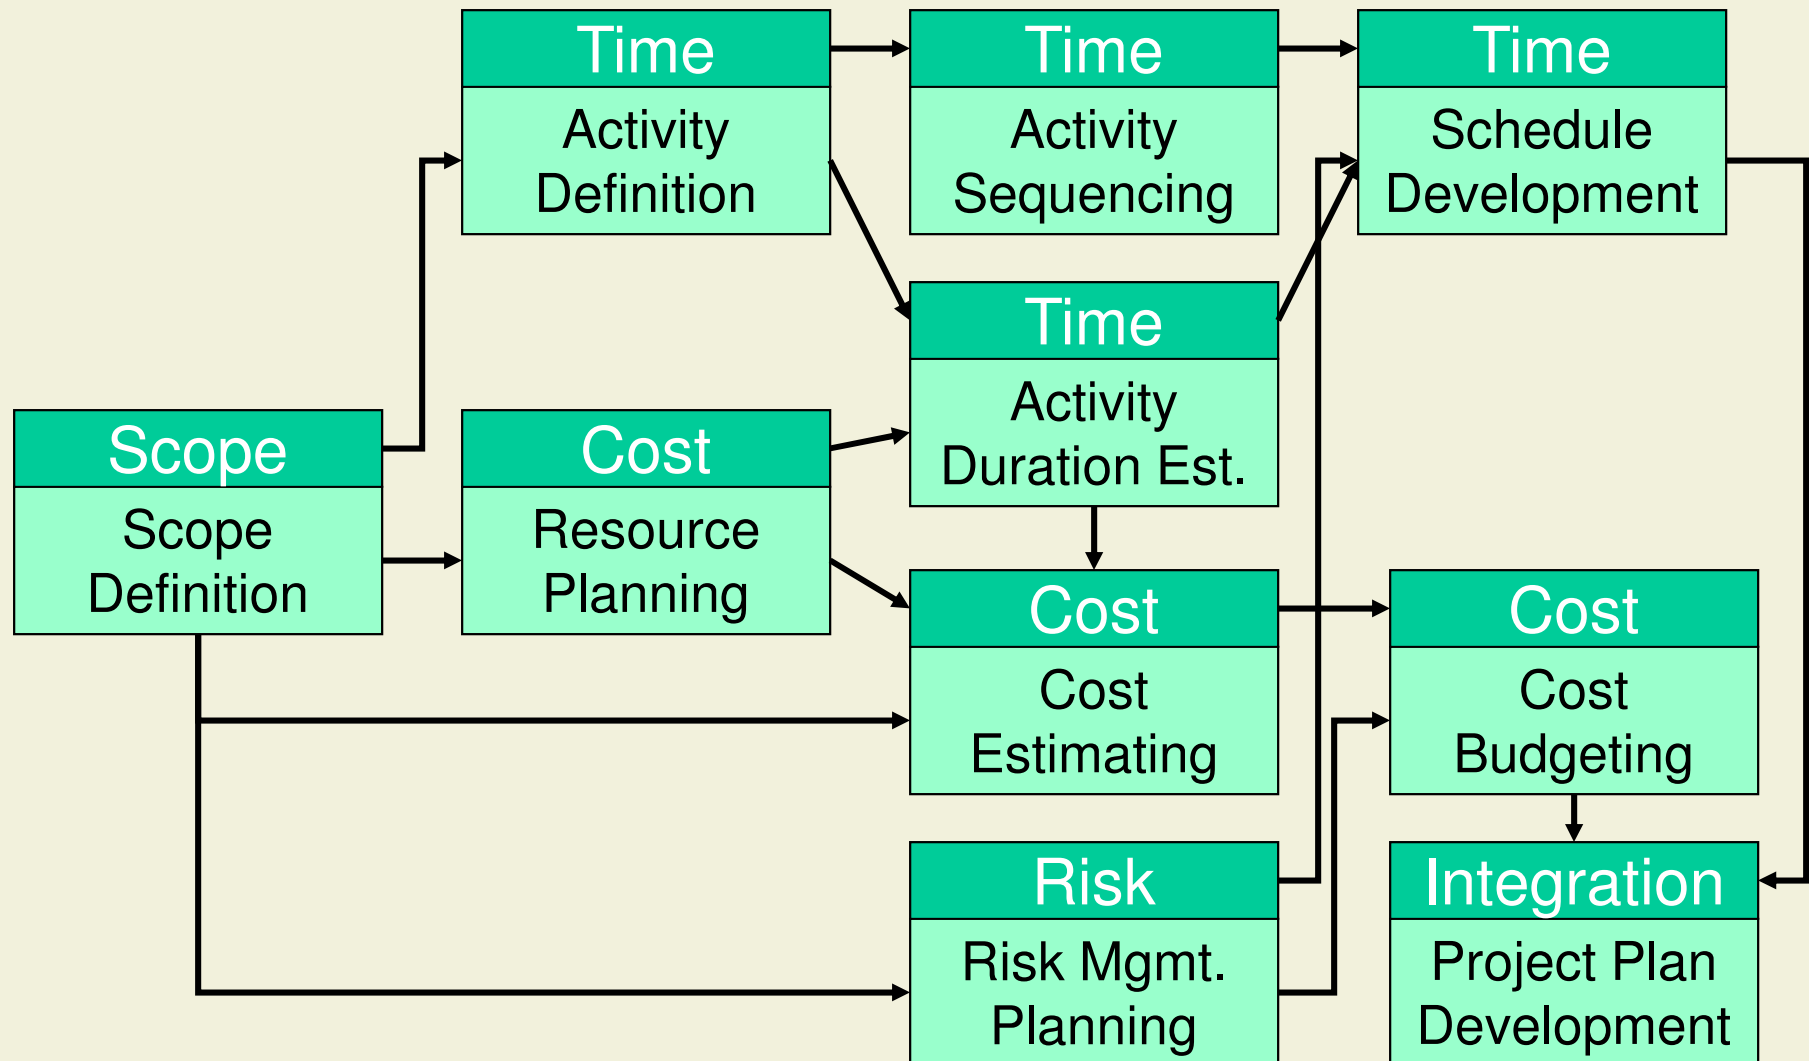 Time
Activity
Definition
Time
Activity
Sequencing
Time
Schedule
Development
Time
Activity
Duration Est.
Scope
Scope
Definition
Cost
Resource
Planning
Cost
Cost
Estimating
Cost
Cost
Budgeting
Risk
Risk Mgmt.
Planning
Integration
Project Plan
Development